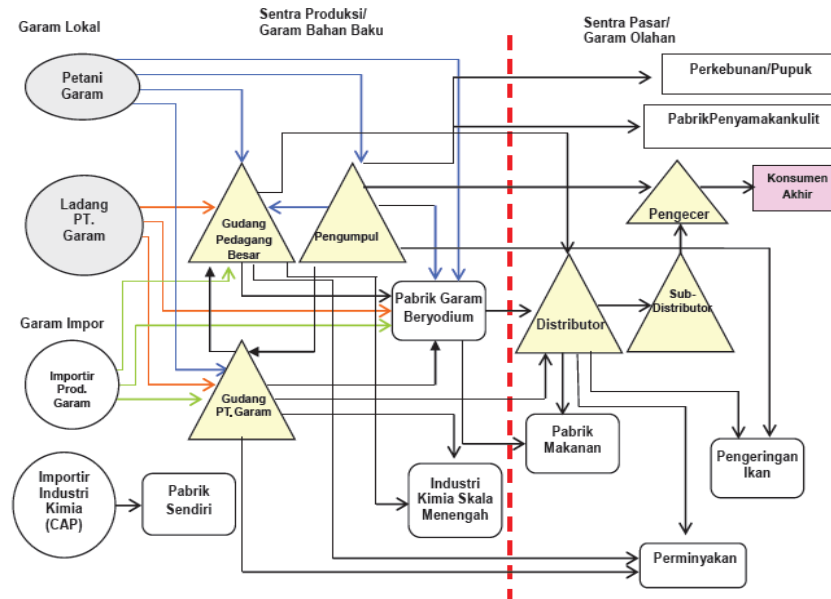 Garam Lokal
Sentra Produksi/
Garam Bahan Baku
Sentra Pasar/
Garam Olahan
Petani
Garam
Perkebunan/Pupuk
PabrikPenyamakankulit
Ladang
PT.
Garam
Gudang
Pedagang
Besar
Pengumpul
Pengecer
Konsumen
Akhir
Pabrik Garam
Beryodium
Distributor
Sub-
Distributor
Garam Impor
Importir
Prod.
Garam
Gudang
PT. Garam
Pabrik
Makanan
Pengeringan
Ikan
Importir
Industri
Kimia
(CAP)
Pabrik
Sendiri
Industri
Kimia Skala
Menengah
Perminyakan